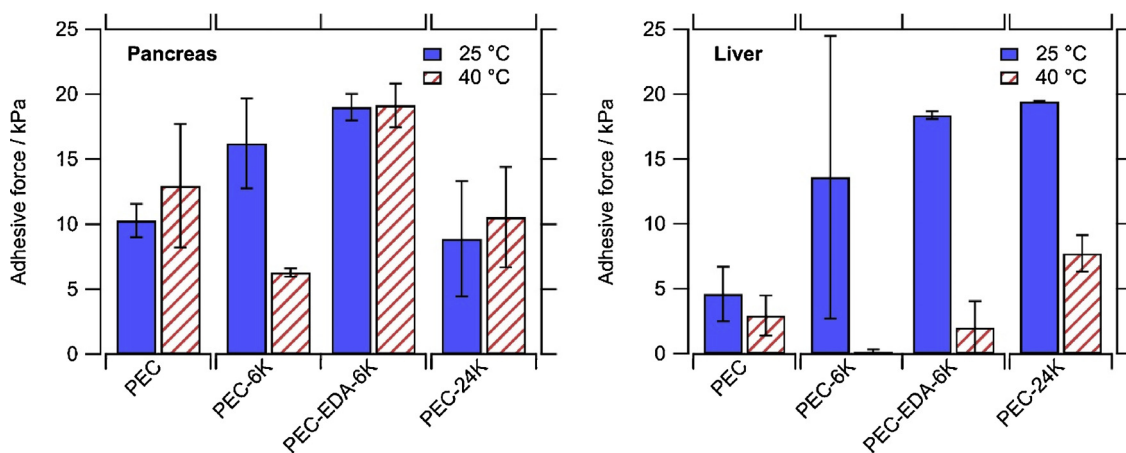 Adhesive force / kPa
25
20
15
10
5
0
Pancreas
25 °C
40 °C
PEC
PEC-6K
PEC-EDA-6K
PEC-24K
Adhesive force / kPa
25
20
15
10
5
0
Liver
25 °C
40 °C
PEC
PEC-6K
PEC-EDA-6K
PEC-24K